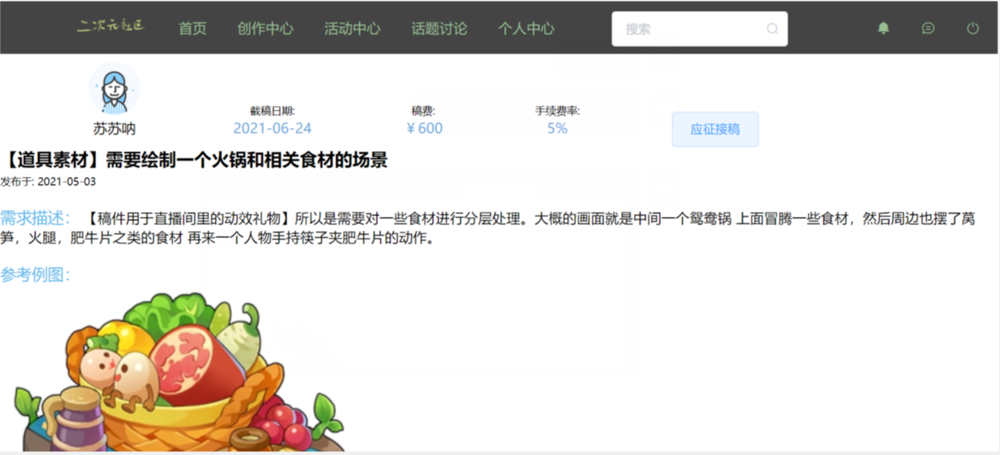 二次元社区 首页 创作中心 活动中心 话题讨论 个人中心 搜索
截稿日期: 稿费: 手续费率:
苏苏呐 2021-06-24 ¥ 600 5% 应征接稿
【道具素材】需要绘制一个火锅和相关食材的场景
发布于: 2021-05-03
需求描述: 【稿件用于直播间里的动效礼物】所以是需要对一些食材进行分层处理。大概的画面就是中间一个鸳鸯锅 上面冒腾一些食材，然后周边也摆了莴
笋，火腿，肥牛片之类的食材 再来一个人物手持筷子夹肥牛片的动作。
参考例图: